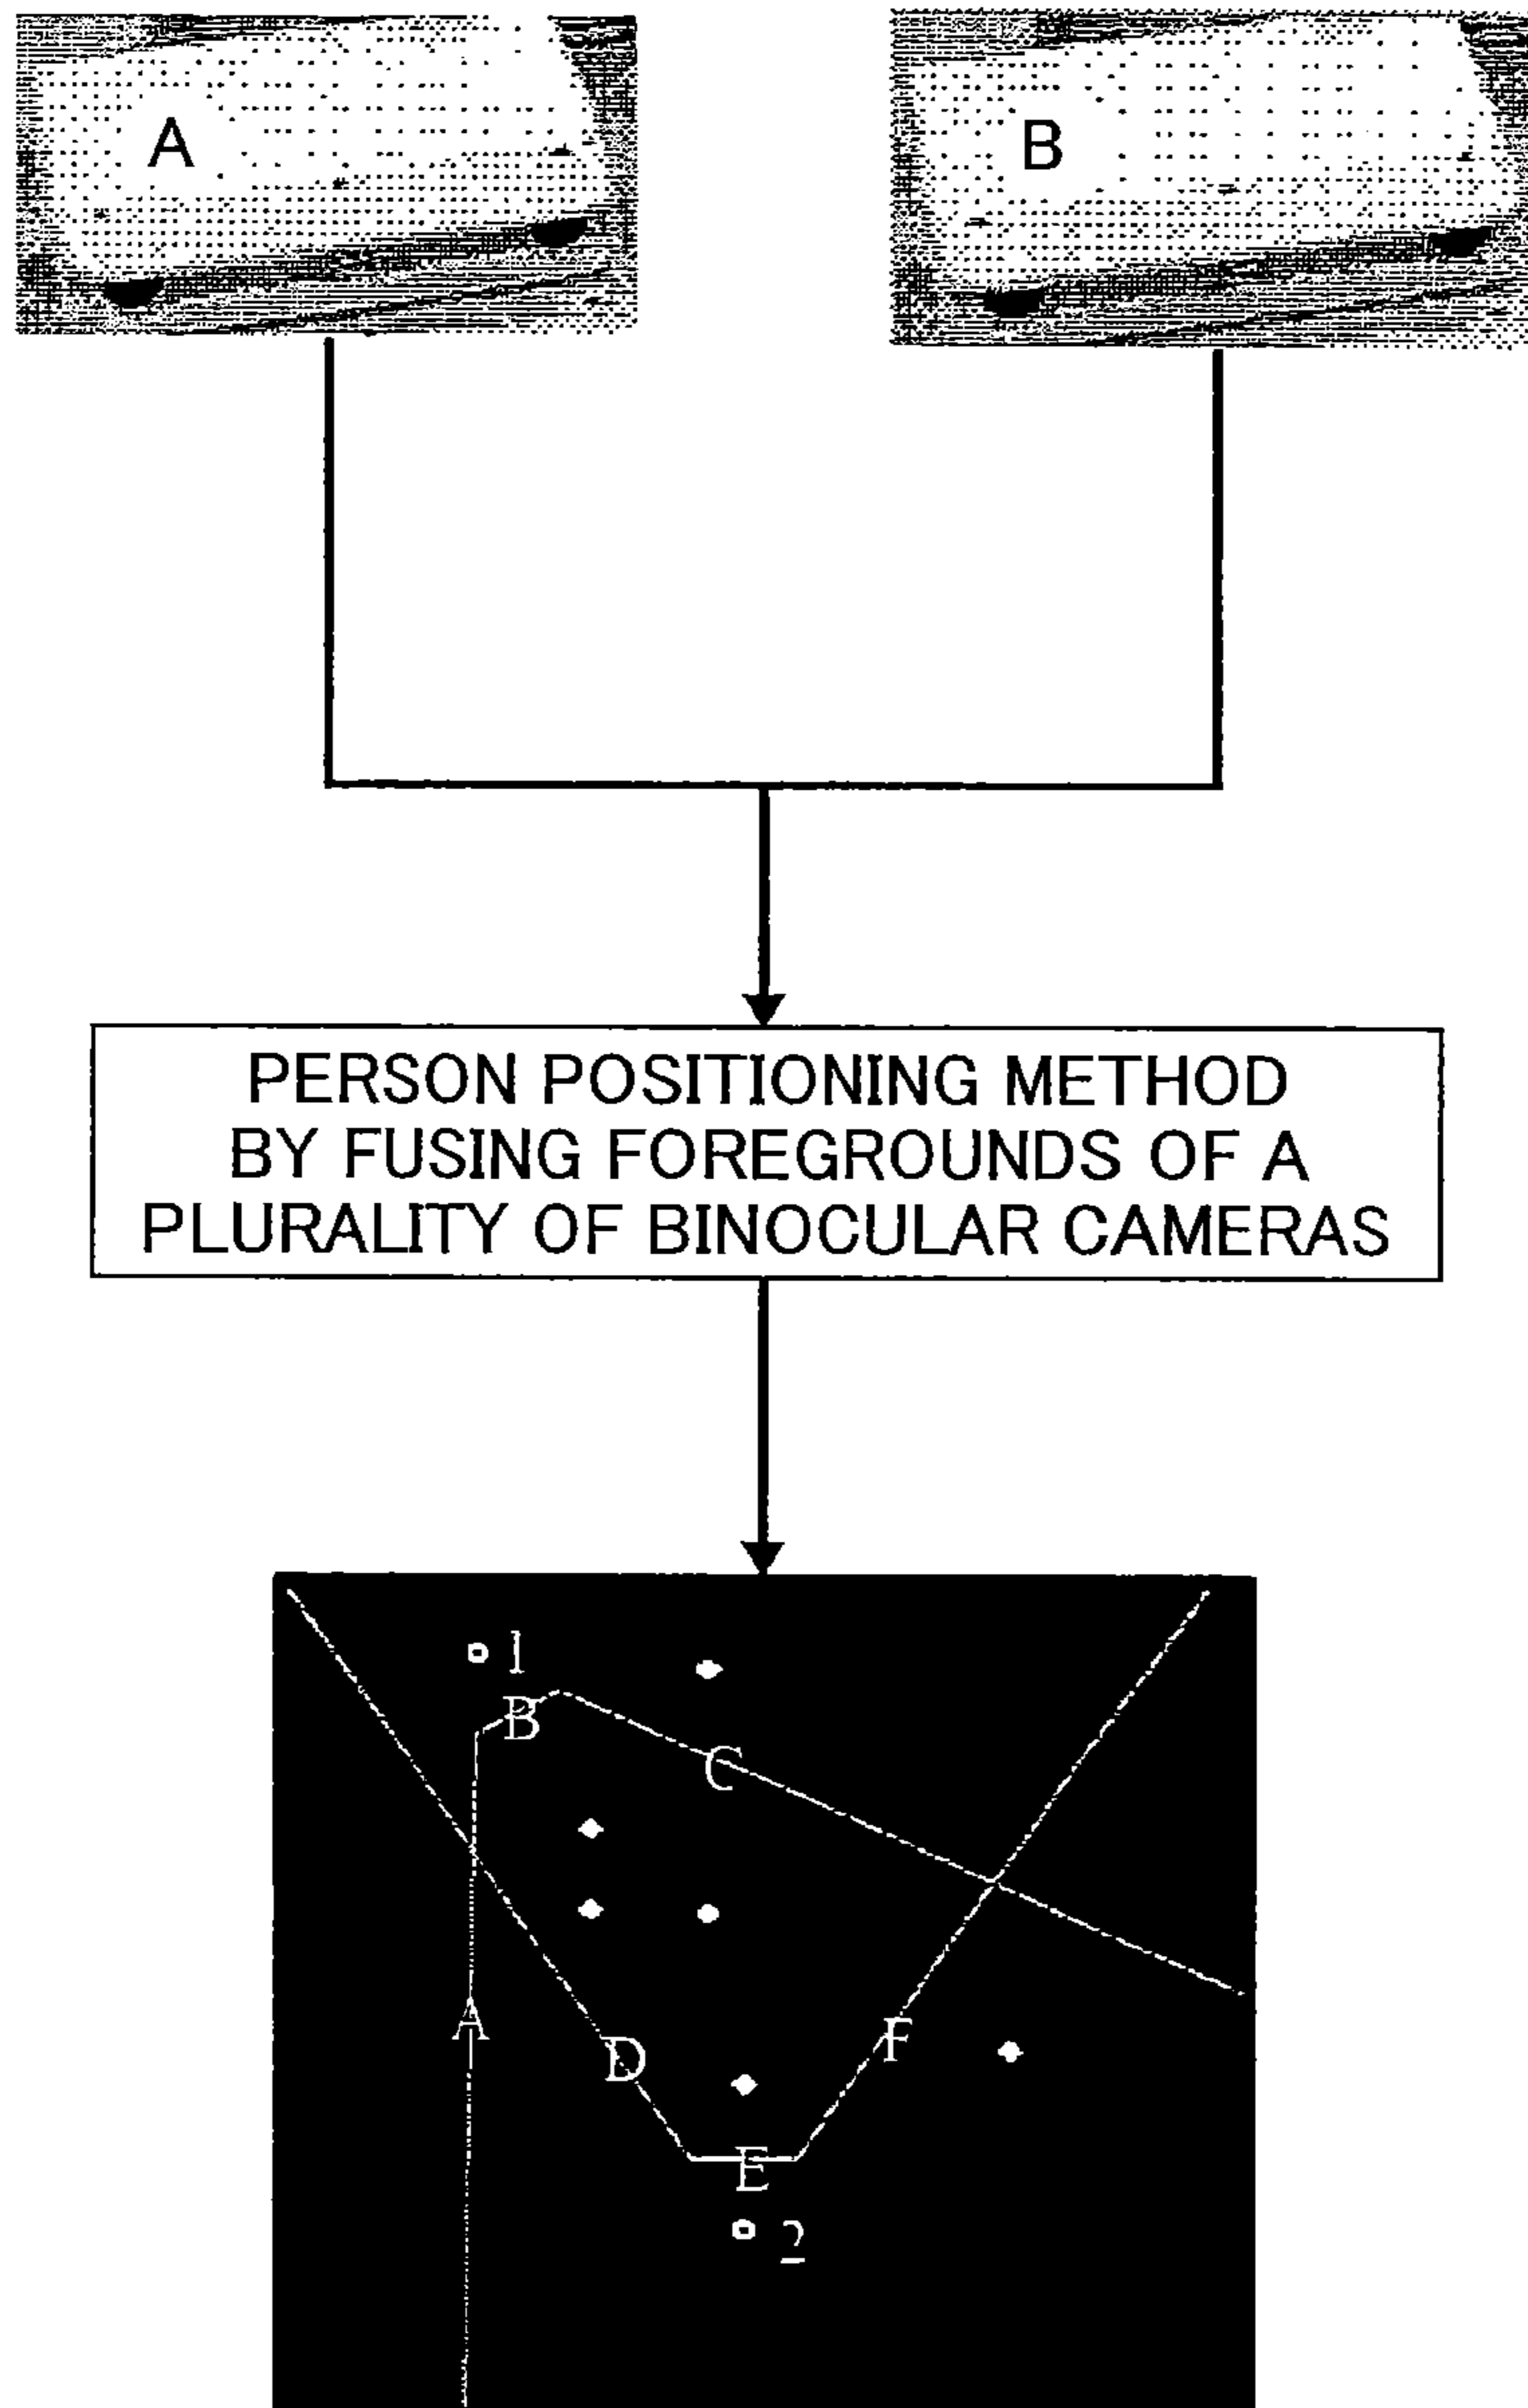 A
B
PERSON POSITIONING METHOD
BY FUSING FOREGROUNDS OF A
PLURALITY OF BINOCULAR CAMERAS
1
B
C
A
D
F
E
2